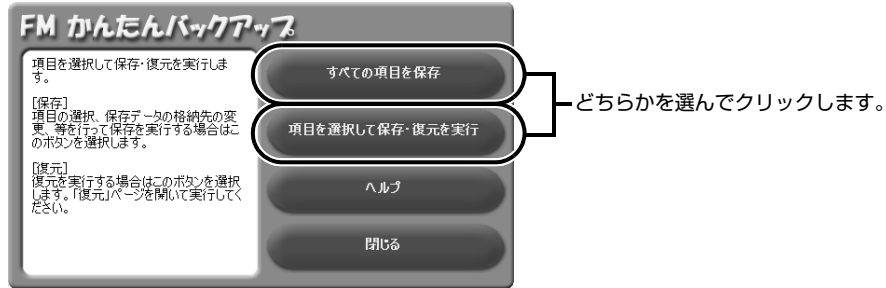 FM かんたんバックアップ
項目を選択して保存・復元を実行しま
す。
[保存]
項目の選択、保存データの格納先の変
更、等を行って保存を実行する場合はこ
のボタンを選択します。
[復元]
復元を実行する場合はこのボタンを選択
します。「復元」ページを開いて実行してく
ださい。
すべての項目を保存
項目を選択して保存・復元を実行
ヘルプ
閉じる
どちらかを選んでクリックします。